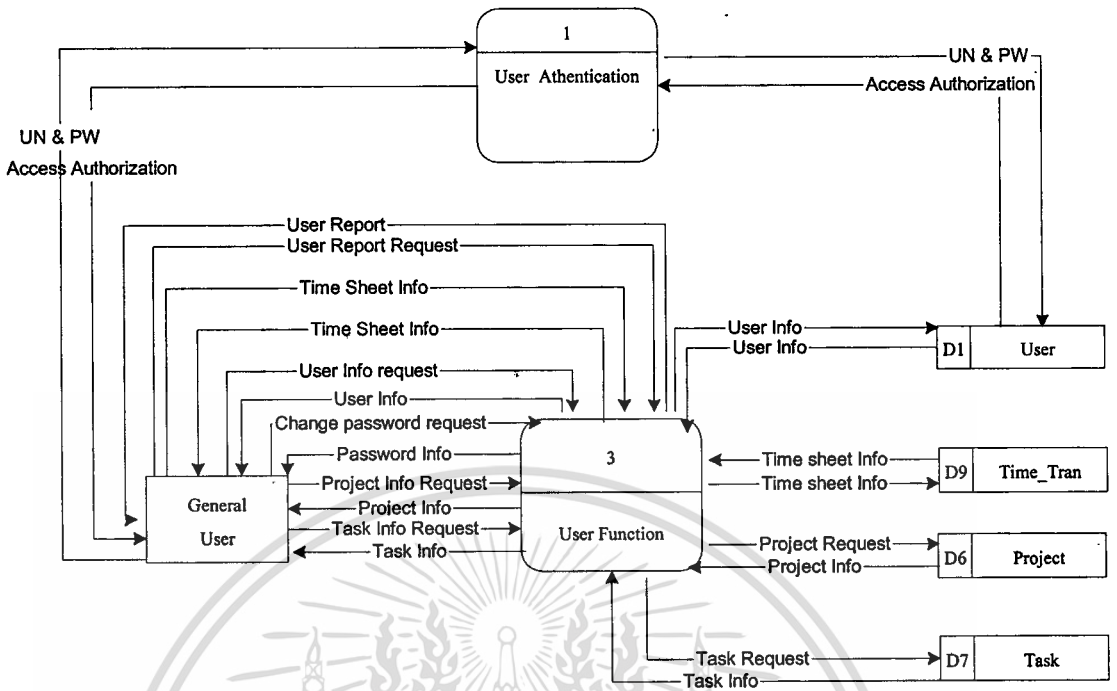 1
User Athentication
UN & PW
Access Authorization
UN & PW
Access Authorization
User Report
User Report Request
Time Sheet Info
Time Sheet Info
User Info request
User Info
Change password request
Password Info
Project Info Request
Project Info
Task Info Request
Task Info
General
User
3
User Function
User Info
User Info
D1 User
Time sheet Info
Time sheet Info
D9 Time_Tran
Project Request
Project Info
D6 Project
Task Request
Task Info
D7 Task